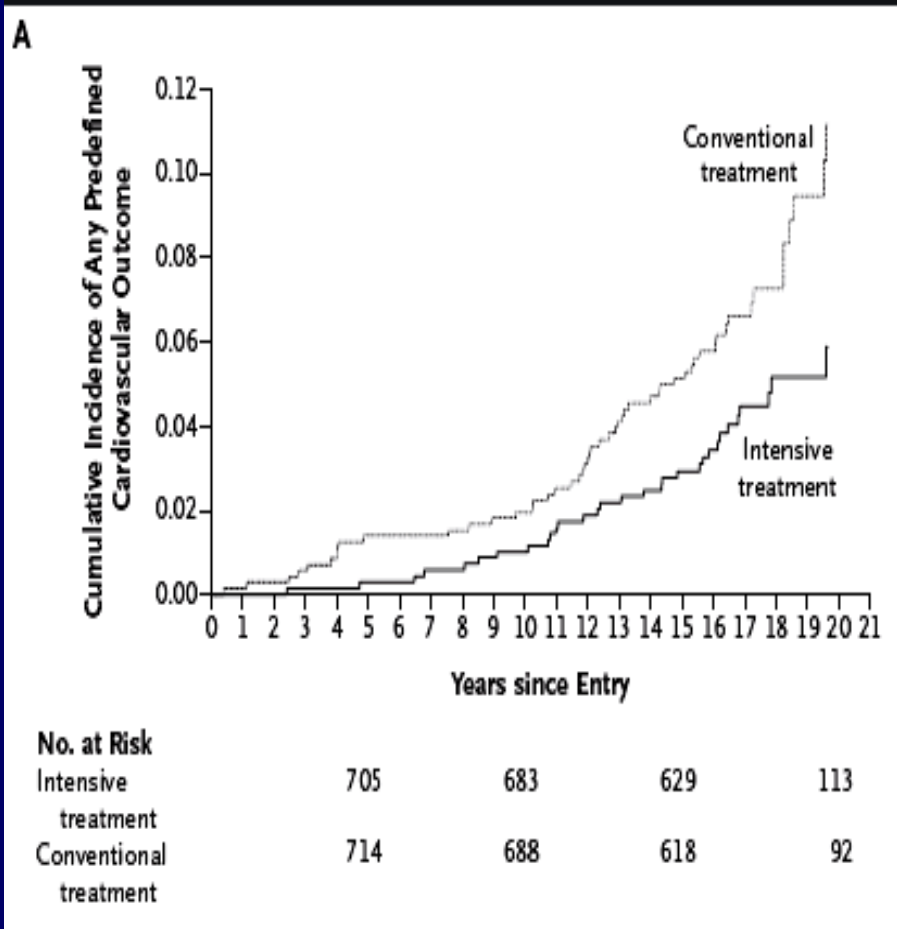 A
Cumulative Incidence of Any Predefined
Cardiovascular Outcome
0.12
0.10
0.08
0.06
0.04
0.02
0.00
Conventional
treatment
Intensive
treatment
0 1 2 3 4 5 6 7 8 9 10 11 12 13 14 15 16 17 18 19 20 21
Years since Entry
No. at Risk
Intensive 705 683 629 113
treatment
Conventional 714 688 618 92
treatment